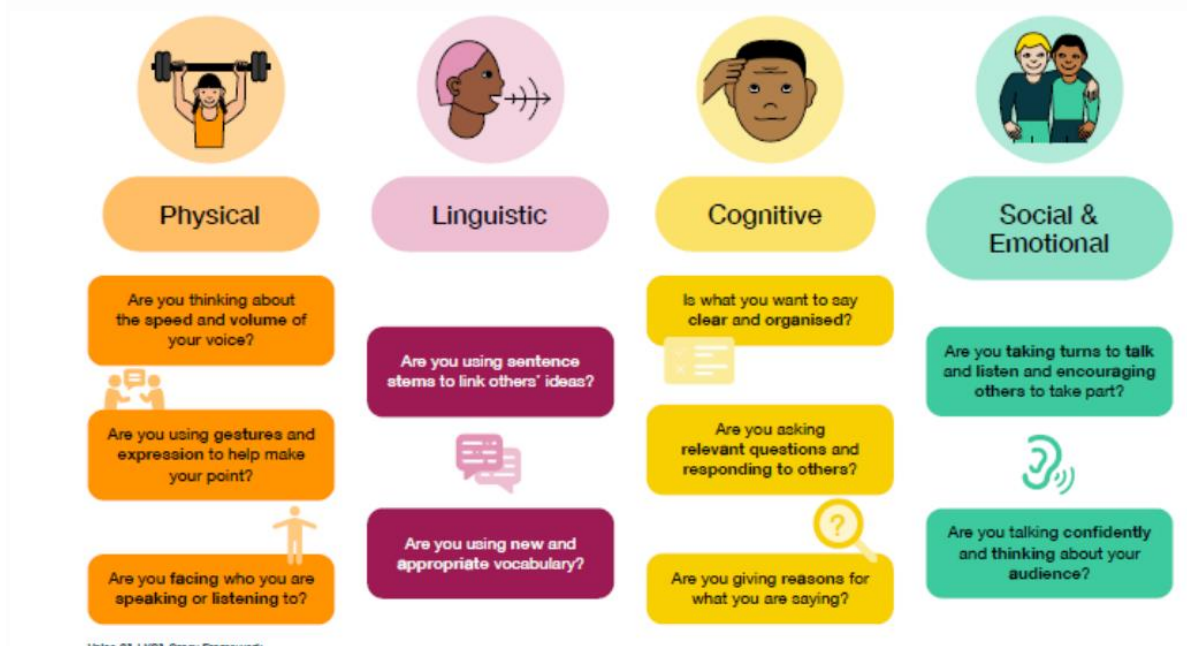 Physical
Are you thinking about
the speed and volume of
your voice?
Are you using gestures and
expression to help make
your point?
Are you facing who you are
speaking or listening to?
Linguistic
Are you using sentence
stems to link others' ideas?
Are you using new and
appropriate vocabulary?
Cognitive
Is what you want to say
clear and organised?
Are you asking
relevant questions and
responding to others?
?
Are you giving reasons for
what you are saying?
Social &
Emotional
Are you taking turns to talk
and listen and encouraging
others to take part?
Are you talking confidently
and thinking about your
audience?